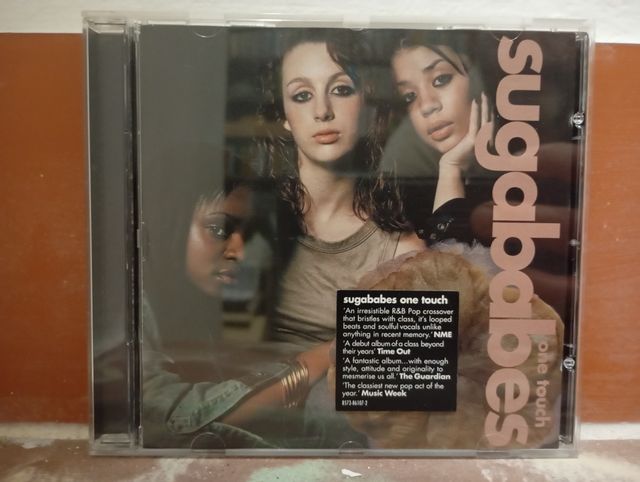 sugababes
one touch
sugababes one touch
'An irresistible R&B Pop crossover
that bristles with class, it's looped
beats and soulful vocals unlike
anything in recent memory.' NME
'A debut album of a class beyond
their years' Time Out
'A fantastic album...with enough
style, attitude and originality to
mesmerise us all.' The Guardian
'The classiest new pop act of the
year.' Music Week
8573-86107-2